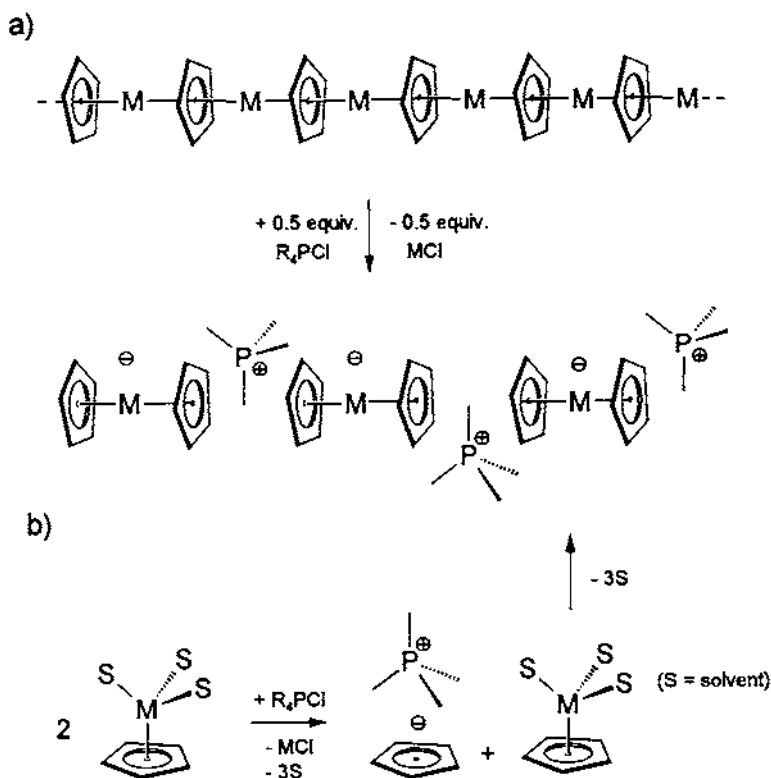 a)
M M M M M M
+ 0.5 equiv. - 0.5 equiv.
R₄PCl MCl
⊖ P ⊕ ⊖ ⊖ P ⊕
M M M
P ⊕
b)
- 3S
S S S
M
2
+ R₄PCl
- MCl
- 3S
P ⊕
⊖
+
S S S
M
(S = solvent)